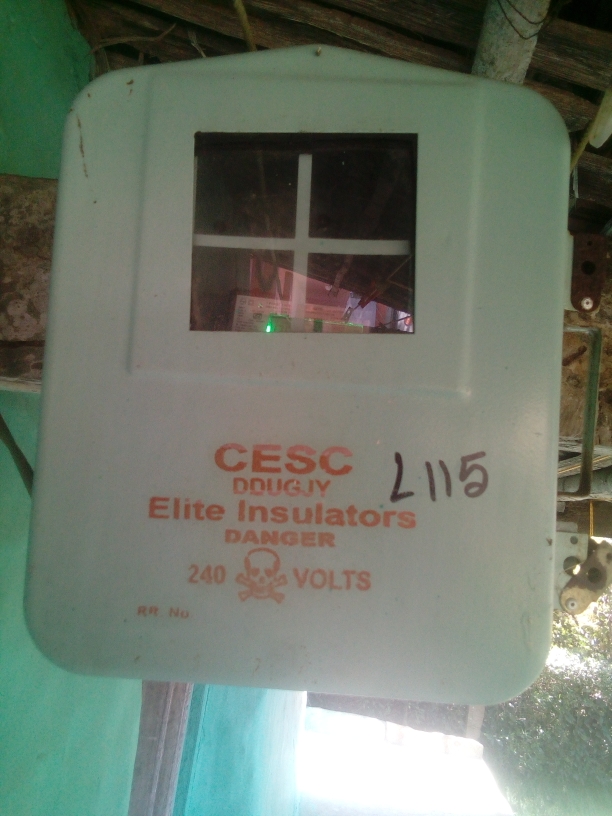 CESC
DDUGJY
L115
Elite Insulators
DANGER
240 VOLTS
RR No